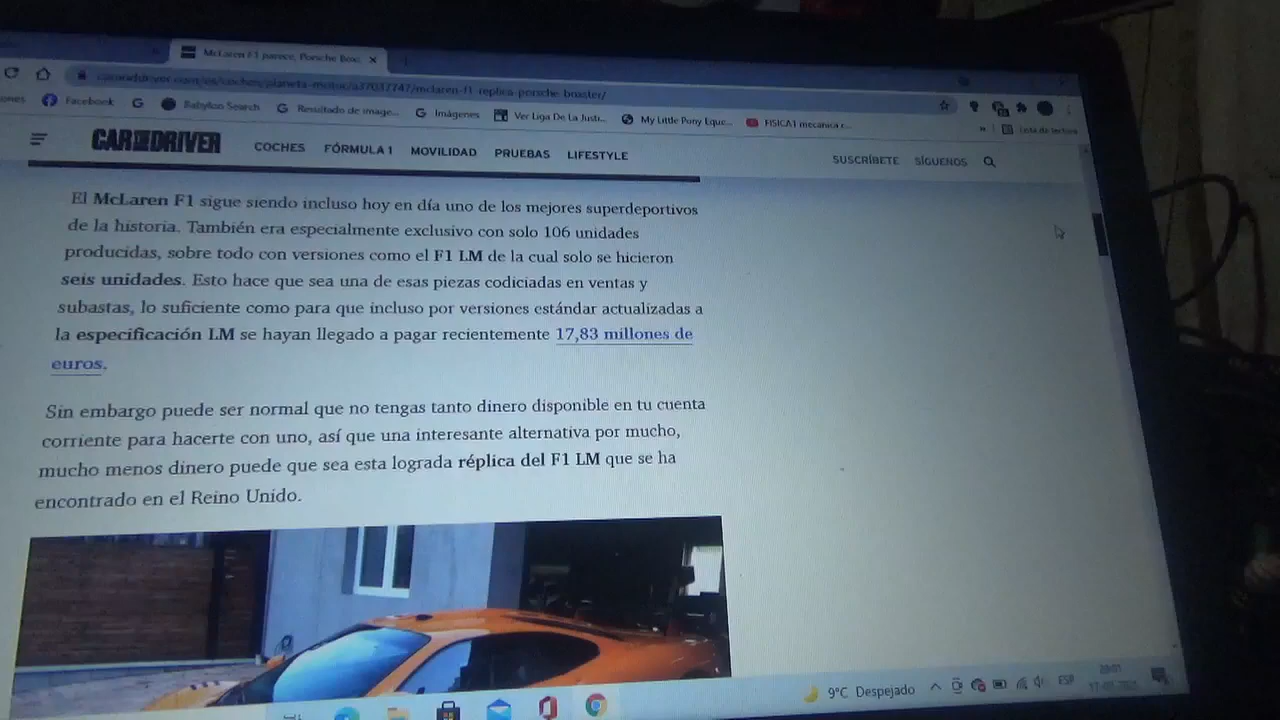 McLaren F1 parece, Porsche Boxs
caranddriver.com/es/coches/planeta-motor/a37037747/mclaren-f1-replica-porsche-boxster/
Facebook
Babylon Search
Resultado de image...
Imágenes
Ver Liga De La Justi...
My Little Pony Eque...
FISICA1 mecanica r...
Lista de lectura
CAR AND DRIVER
COCHES FÓRMULA 1 MOVILIDAD PRUEBAS LIFESTYLE
SUSCRÍBETE SÍGUENOS
El McLaren F1 sigue siendo incluso hoy en día uno de los mejores superdeportivos
de la historia. También era especialmente exclusivo con solo 106 unidades
producidas, sobre todo con versiones como el F1 LM de la cual solo se hicieron
seis unidades. Esto hace que sea una de esas piezas codiciadas en ventas y
subastas, lo suficiente como para que incluso por versiones estándar actualizadas a
la especificación LM se hayan llegado a pagar recientemente 17,83 millones de
euros.
Sin embargo puede ser normal que no tengas tanto dinero disponible en tu cuenta
corriente para hacerte con uno, así que una interesante alternativa por mucho,
mucho menos dinero puede que sea esta lograda réplica del F1 LM que se ha
encontrado en el Reino Unido.
9°C Despejado
ESP